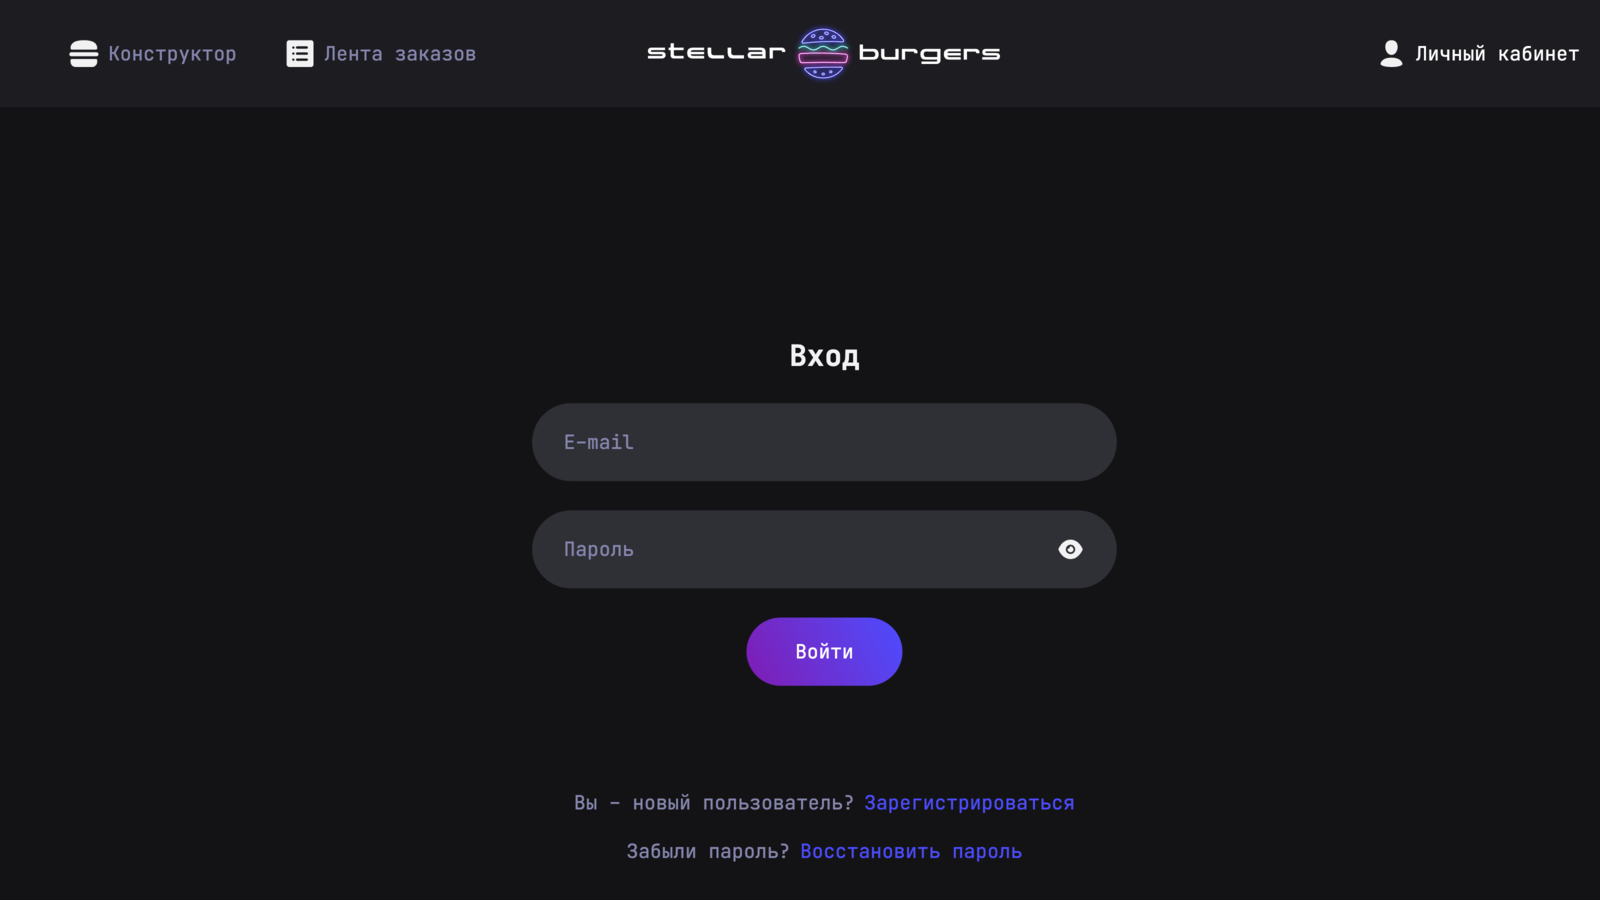 Конструктор
Лента заказов
stellar burgers
Личный кабинет
Вход
E-mail
Пароль
Войти
Вы – новый пользователь? Зарегистрироваться
Забыли пароль? Восстановить пароль